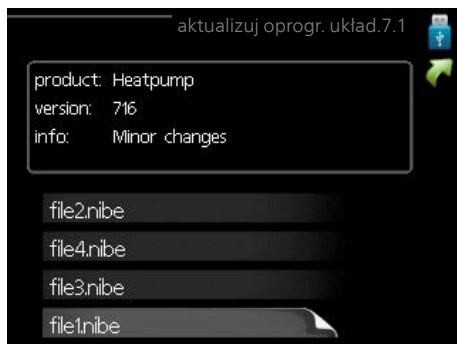 aktualizuj oprogr. układ.7.1
product: Heatpump
version: 716
info: Minor changes
file2.nibe
file4.nibe
file3.nibe
file1.nibe